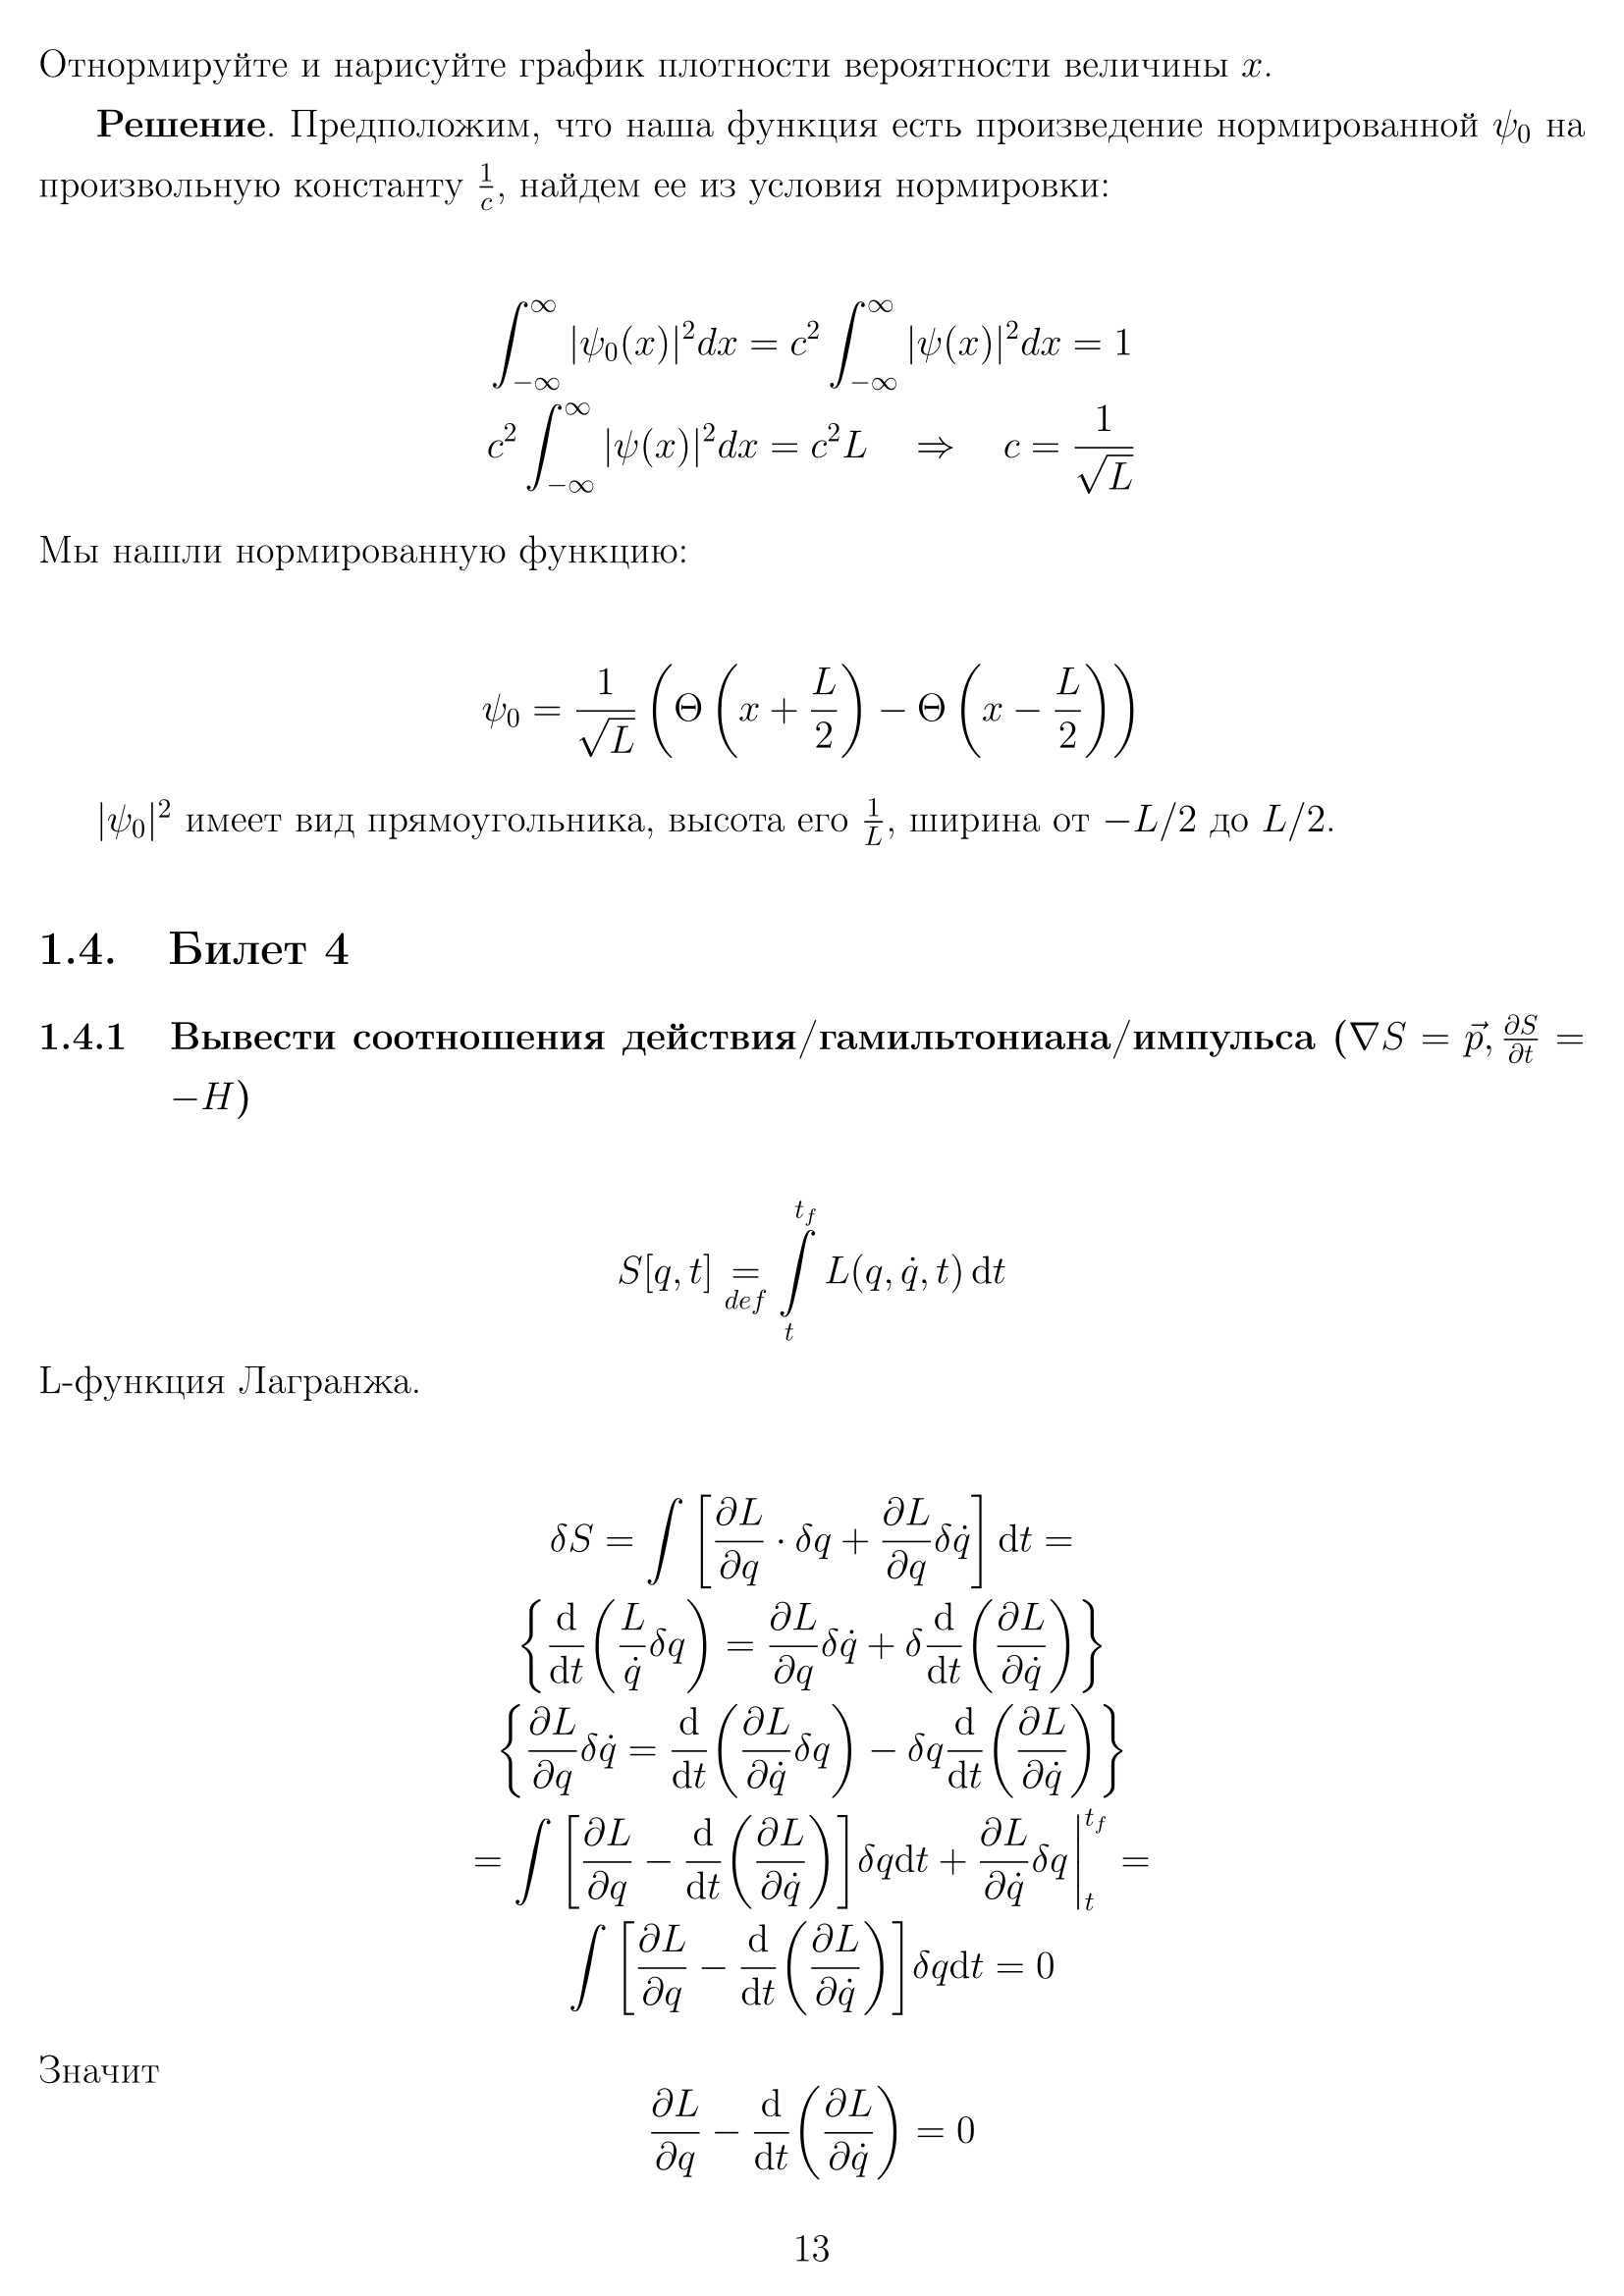 Отнормируйте и нарисуйте график плотности вероятности величины $x$.
Решение. Предположим, что наша функция есть произведение нормированной $\psi_0$ на
произвольную константу $\frac{1}{c}$, найдем ее из условия нормировки:
$\int_{-\infty}^{\infty} |\psi_0(x)|^2 dx = c^2 \int_{-\infty}^{\infty} |\psi(x)|^2 dx = 1$
$c^2 \int_{-\infty}^{\infty} |\psi(x)|^2 dx = c^2 L \quad \Rightarrow \quad c = \frac{1}{\sqrt{L}}$
Мы нашли нормированную функцию:
$\psi_0 = \frac{1}{\sqrt{L}} \left( \Theta \left( x + \frac{L}{2} \right) - \Theta \left( x - \frac{L}{2} \right) \right)$
$|\psi_0|^2$ имеет вид прямоугольника, высота его $\frac{1}{L}$, ширина от $-L/2$ до $L/2$.
1.4. Билет 4
1.4.1 Вывести соотношения действия/гамильтониана/импульса ($\nabla S = \vec{p}, \frac{\partial S}{\partial t} =$
$-H$)
$S[q, t] \underset{def}{=} \int\limits_{t}^{t_f} L(q, \dot{q}, t) \, \mathrm{d}t$
L-функция Лагранжа.
$\delta S = \int \left[ \frac{\partial L}{\partial q} \cdot \delta q + \frac{\partial L}{\partial q} \delta \dot{q} \right] \mathrm{d}t =$
$\left\{ \frac{\mathrm{d}}{\mathrm{d}t} \left( \frac{L}{\dot{q}} \delta q \right) = \frac{\partial L}{\partial q} \delta \dot{q} + \delta \frac{\mathrm{d}}{\mathrm{d}t} \left( \frac{\partial L}{\partial \dot{q}} \right) \right\}$
$\left\{ \frac{\partial L}{\partial q} \delta \dot{q} = \frac{\mathrm{d}}{\mathrm{d}t} \left( \frac{\partial L}{\partial \dot{q}} \delta q \right) - \delta q \frac{\mathrm{d}}{\mathrm{d}t} \left( \frac{\partial L}{\partial \dot{q}} \right) \right\}$
$= \int \left[ \frac{\partial L}{\partial q} - \frac{\mathrm{d}}{\mathrm{d}t} \left( \frac{\partial L}{\partial \dot{q}} \right) \right] \delta q \mathrm{d}t + \frac{\partial L}{\partial \dot{q}} \delta q \Big|_{t}^{t_f} =$
$\int \left[ \frac{\partial L}{\partial q} - \frac{\mathrm{d}}{\mathrm{d}t} \left( \frac{\partial L}{\partial \dot{q}} \right) \right] \delta q \mathrm{d}t = 0$
Значит
$\frac{\partial L}{\partial q} - \frac{\mathrm{d}}{\mathrm{d}t} \left( \frac{\partial L}{\partial \dot{q}} \right) = 0$
13